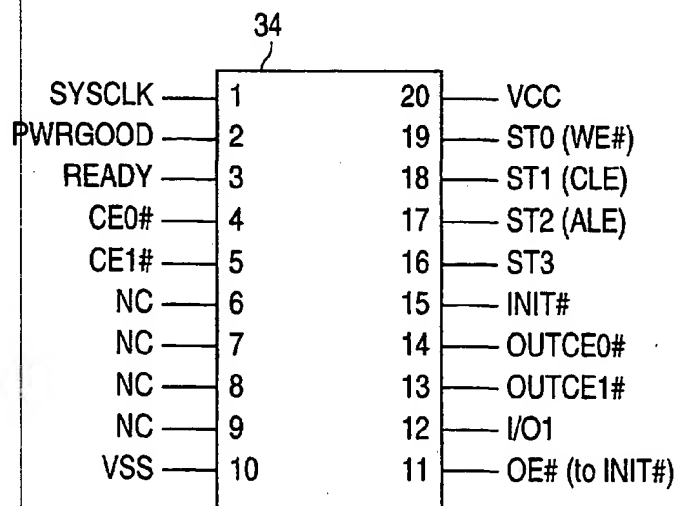 34
SYSCLK 1 20 VCC
PWRGOOD 2 19 ST0 (WE#)
READY 3 18 ST1 (CLE)
CE0# 4 17 ST2 (ALE)
CE1# 5 16 ST3
NC 6 15 INIT#
NC 7 14 OUTCE0#
NC 8 13 OUTCE1#
NC 9 12 I/O1
VSS 10 11 OE# (to INIT#)